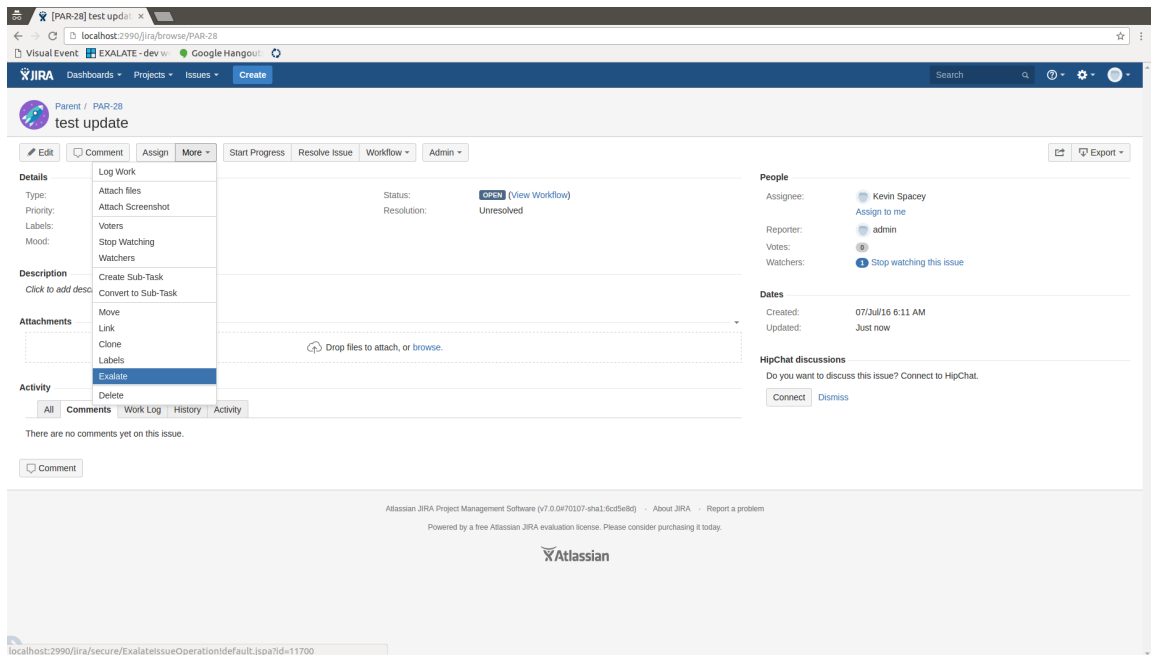 [PAR-28] test updat
localhost:2990/jira/browse/PAR-28
Visual Event EXALATE - dev w Google Hangout
JIRA Dashboards Projects Issues Create Search
Parent / PAR-28
test update
Edit Comment Assign More Start Progress Resolve Issue Workflow Admin Export
Log Work
Attach files
Attach Screenshot
Voters
Stop Watching
Watchers
Create Sub-Task
Convert to Sub-Task
Move
Link
Clone
Labels
Exalate
Delete
Details
Type:
Priority:
Labels:
Mood:
Status: OPEN (View Workflow)
Resolution: Unresolved
Description
Click to add desc
Attachments
Drop files to attach, or browse.
Activity
All Comments Work Log History Activity
There are no comments yet on this issue.
Comment
People
Assignee: Kevin Spacey
Assign to me
Reporter: admin
Votes: 0
Watchers: 1 Stop watching this issue
Dates
Created: 07/Jul/16 6:11 AM
Updated: Just now
HipChat discussions
Do you want to discuss this issue? Connect to HipChat.
Connect Dismiss
Atlassian JIRA Project Management Software (v7.0.0#70107-sha1:6cd5e8d) · About JIRA · Report a problem
Powered by a free Atlassian JIRA evaluation license. Please consider purchasing it today.
Atlassian
localhost:2990/jira/secure/ExalateIssueOperation!default.jspa?id=11700